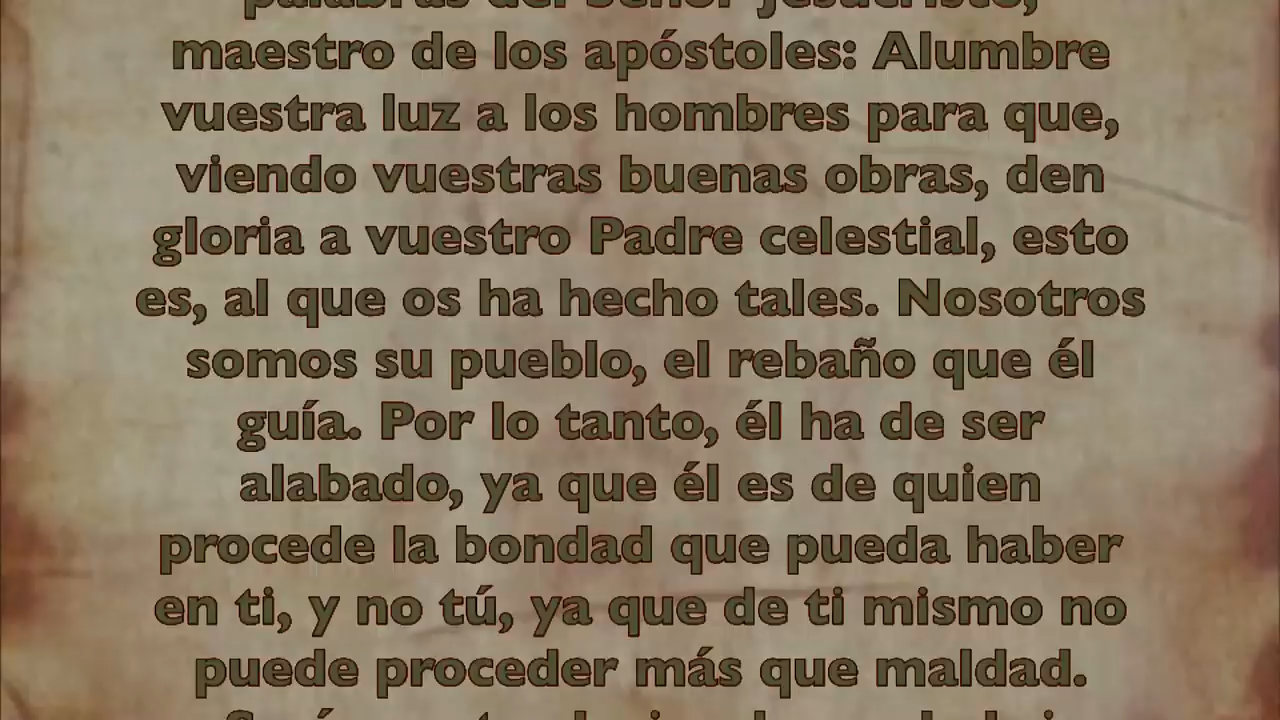 palabras del Señor Jesucristo,
maestro de los apóstoles: Alumbre
vuestra luz a los hombres para que,
viendo vuestras buenas obras, den
gloria a vuestro Padre celestial, esto
es, al que os ha hecho tales. Nosotros
somos su pueblo, el rebaño que él
guía. Por lo tanto, él ha de ser
alabado, ya que él es de quien
procede la bondad que pueda haber
en ti, y no tú, ya que de ti mismo no
puede proceder más que maldad.